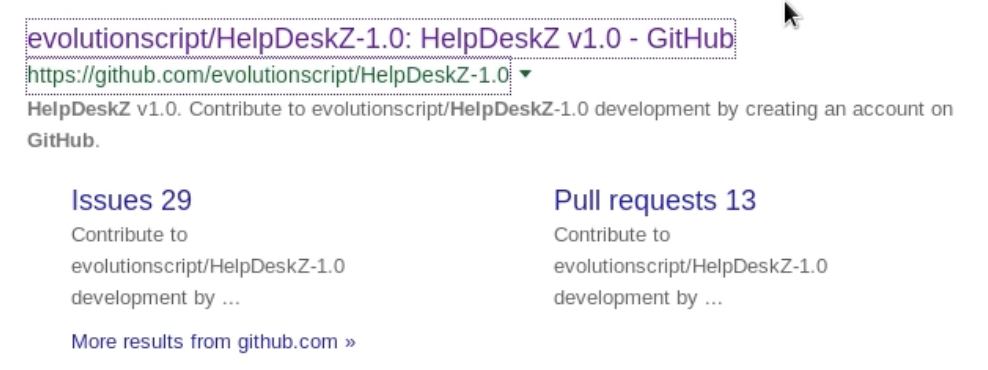 evolutionscript/HelpDeskZ-1.0: HelpDeskZ v1.0 - GitHub
https://github.com/evolutionscript/HelpDeskZ-1.0
HelpDeskZ v1.0. Contribute to evolutionscript/HelpDeskZ-1.0 development by creating an account on
GitHub.
Issues 29
Contribute to
evolutionscript/HelpDeskZ-1.0
development by ...
Pull requests 13
Contribute to
evolutionscript/HelpDeskZ-1.0
development by ...
More results from github.com »